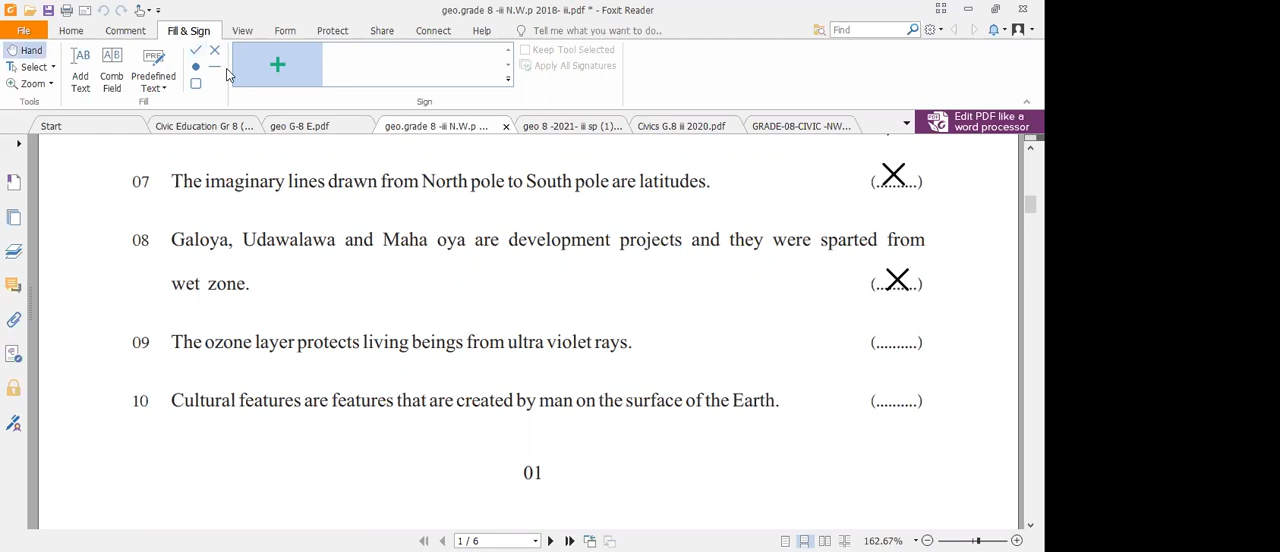 geo.grade 8 -ii N.W.p 2018- iii.pdf * - Foxit Reader
File Home Comment Fill & Sign View Form Protect Share Connect Help Tell me what you want to do.. Find
Hand
Select
Zoom
Tools
Add Text
Comb Field
Predefined Text
Fill
Keep Tool Selected
Apply All Signatures
Sign
Start Civic Education Gr 8 (... geo G-8 E.pdf geo.grade 8 -ii N.W.p ... geo 8 -2021- ii sp (1)... Civics G.8 ii 2020.pdf GRADE-08-CIVIC -NW...
Edit PDF like a
word processor
07 The imaginary lines drawn from North pole to South pole are latitudes. (..........)
08 Galoya, Udawalawa and Maha oya are development projects and they were sparted from
wet zone. (..........)
09 The ozone layer protects living beings from ultra violet rays. (..........)
10 Cultural features are features that are created by man on the surface of the Earth. (..........)
01
1 / 6 162.67%